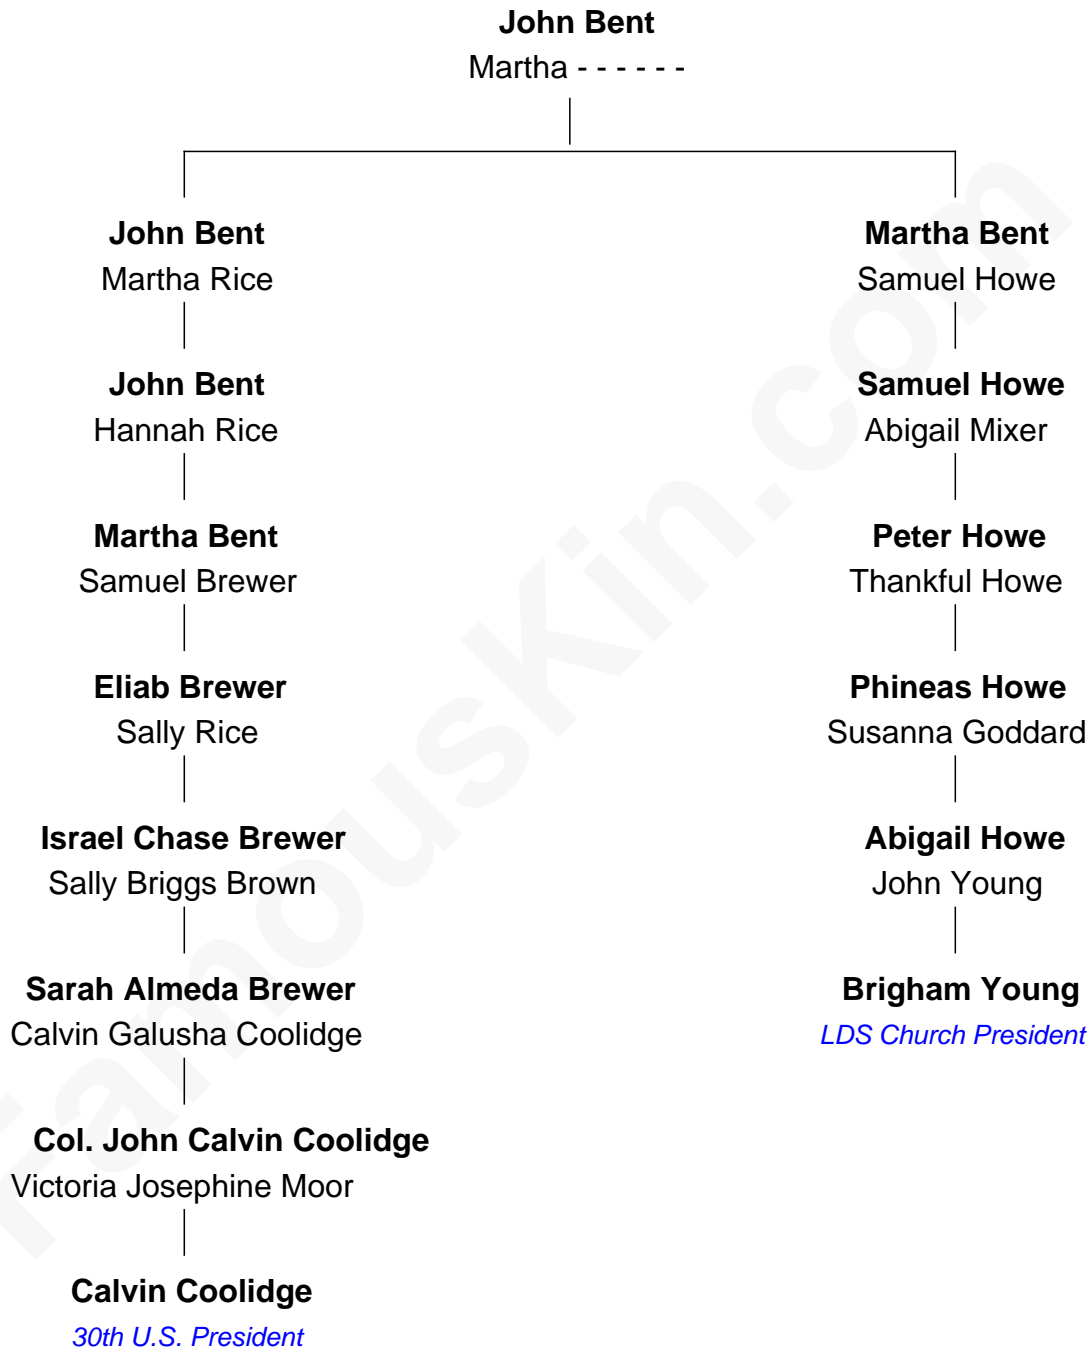 John Bent
Martha - - - - - -
John Bent
Martha Rice
Martha Bent
Samuel Howe
John Bent
Hannah Rice
Samuel Howe
Abigail Mixer
Martha Bent
Samuel Brewer
Peter Howe
Thankful Howe
Eliab Brewer
Sally Rice
Phineas Howe
Susanna Goddard
Israel Chase Brewer
Sally Briggs Brown
Abigail Howe
John Young
Sarah Almeda Brewer
Calvin Galusha Coolidge
Brigham Young
LDS Church President
Col. John Calvin Coolidge
Victoria Josephine Moor
Calvin Coolidge
30th U.S. President
FamousKin.com